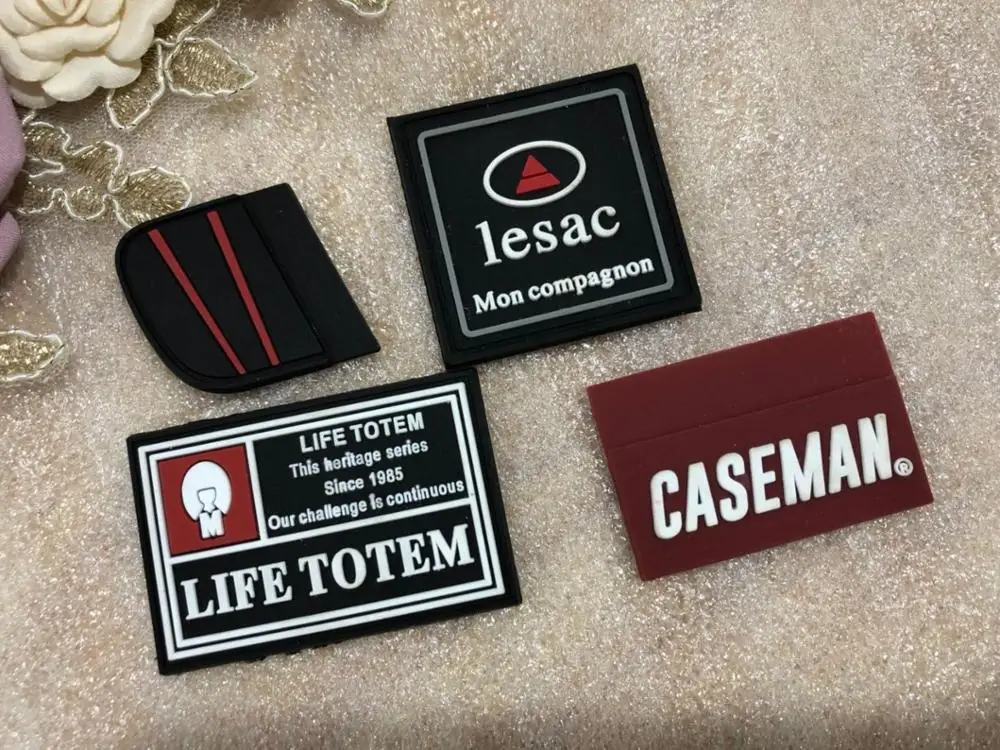 lesac
Mon compagnon
LIFE TOTEM
This heritage series
Since 1985
Our challenge is continuous
M
LIFE TOTEM
CASEMAN®